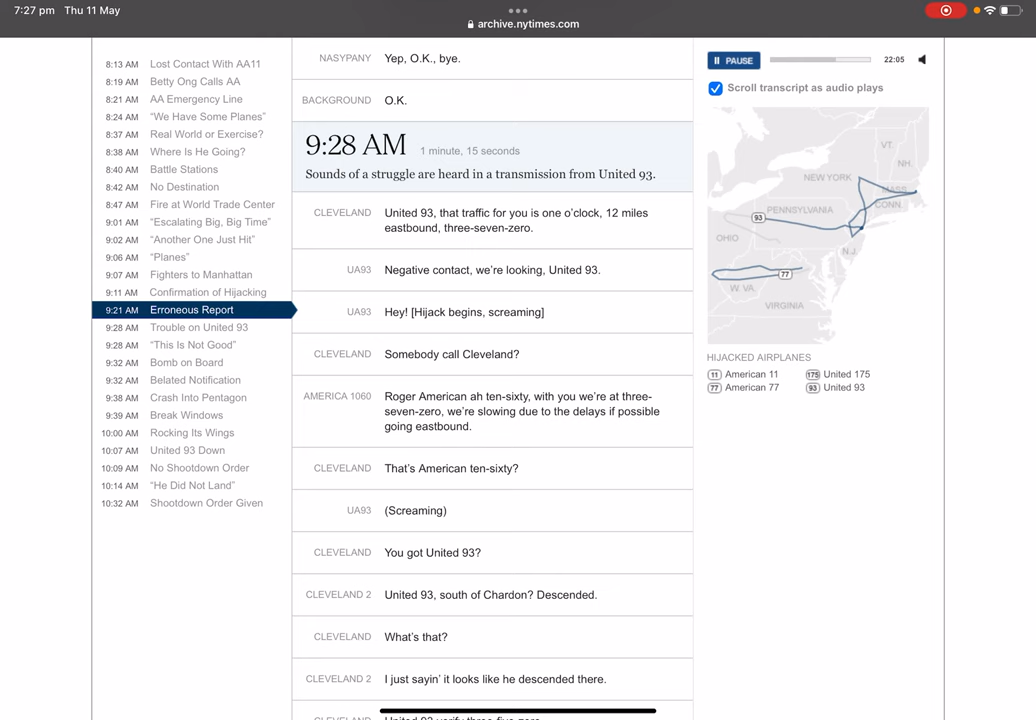 7:27 pm Thu 11 May
archive.nytimes.com
8:13 AM Lost Contact With AA11
8:19 AM Betty Ong Calls AA
8:21 AM AA Emergency Line
8:24 AM “We Have Some Planes”
8:37 AM Real World or Exercise?
8:38 AM Where Is He Going?
8:40 AM Battle Stations
8:42 AM No Destination
8:47 AM Fire at World Trade Center
9:01 AM “Escalating Big, Big Time”
9:02 AM “Another One Just Hit”
9:06 AM “Planes”
9:07 AM Fighters to Manhattan
9:11 AM Confirmation of Hijacking
9:21 AM Erroneous Report
9:28 AM Trouble on United 93
9:28 AM “This Is Not Good”
9:32 AM Bomb on Board
9:32 AM Belated Notification
9:38 AM Crash Into Pentagon
9:39 AM Break Windows
10:00 AM Rocking Its Wings
10:07 AM United 93 Down
10:09 AM No Shootdown Order
10:14 AM “He Did Not Land”
10:32 AM Shootdown Order Given
NASYPANY Yep, O.K., bye.
BACKGROUND O.K.
9:28 AM 1 minute, 15 seconds
Sounds of a struggle are heard in a transmission from United 93.
CLEVELAND United 93, that traffic for you is one o’clock, 12 miles
eastbound, three-seven-zero.
UA93 Negative contact, we’re looking, United 93.
UA93 Hey! [Hijack begins, screaming]
CLEVELAND Somebody call Cleveland?
AMERICA 1060 Roger American ah ten-sixty, with you we’re at three-
seven-zero, we’re slowing due to the delays if possible
going eastbound.
CLEVELAND That’s American ten-sixty?
UA93 (Screaming)
CLEVELAND You got United 93?
CLEVELAND 2 United 93, south of Chardon? Descended.
CLEVELAND What’s that?
CLEVELAND 2 I just sayin’ it looks like he descended there.
CLEVELAND United 93 verify three-five-zero.
PAUSE 22:05
Scroll transcript as audio plays
VT.
NH.
NEW YORK
MASS.
CONN.
PENNSYLVANIA
93
OHIO
N.J.
77
W. VA.
VIRGINIA
HIJACKED AIRPLANES
11 American 11 175 United 175
77 American 77 93 United 93